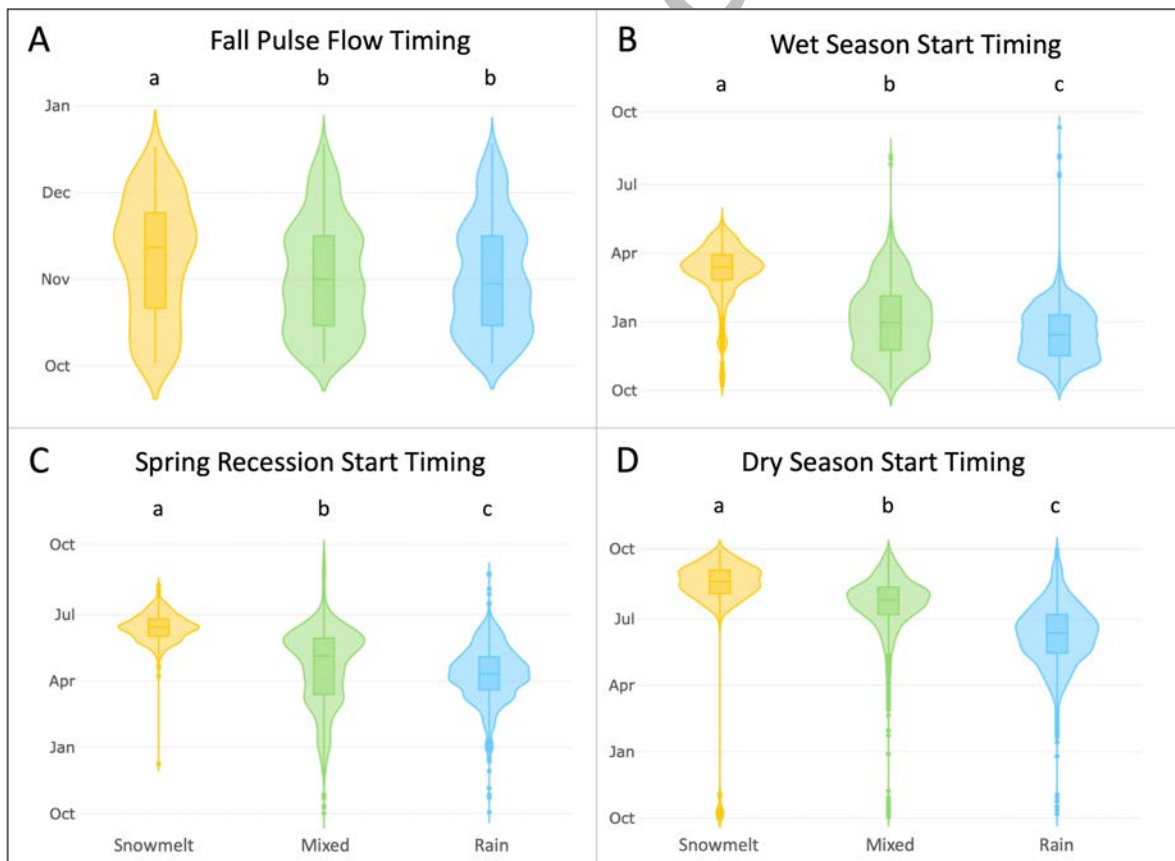 A
Fall Pulse Flow Timing
a b b
Jan
Dec
Nov
Oct
B
Wet Season Start Timing
a b c
Oct
Jul
Apr
Jan
Oct
C
Spring Recession Start Timing
a b c
Oct
Jul
Apr
Jan
Oct
Snowmelt Mixed Rain
D
Dry Season Start Timing
a b c
Oct
Jul
Apr
Jan
Oct
Snowmelt Mixed Rain